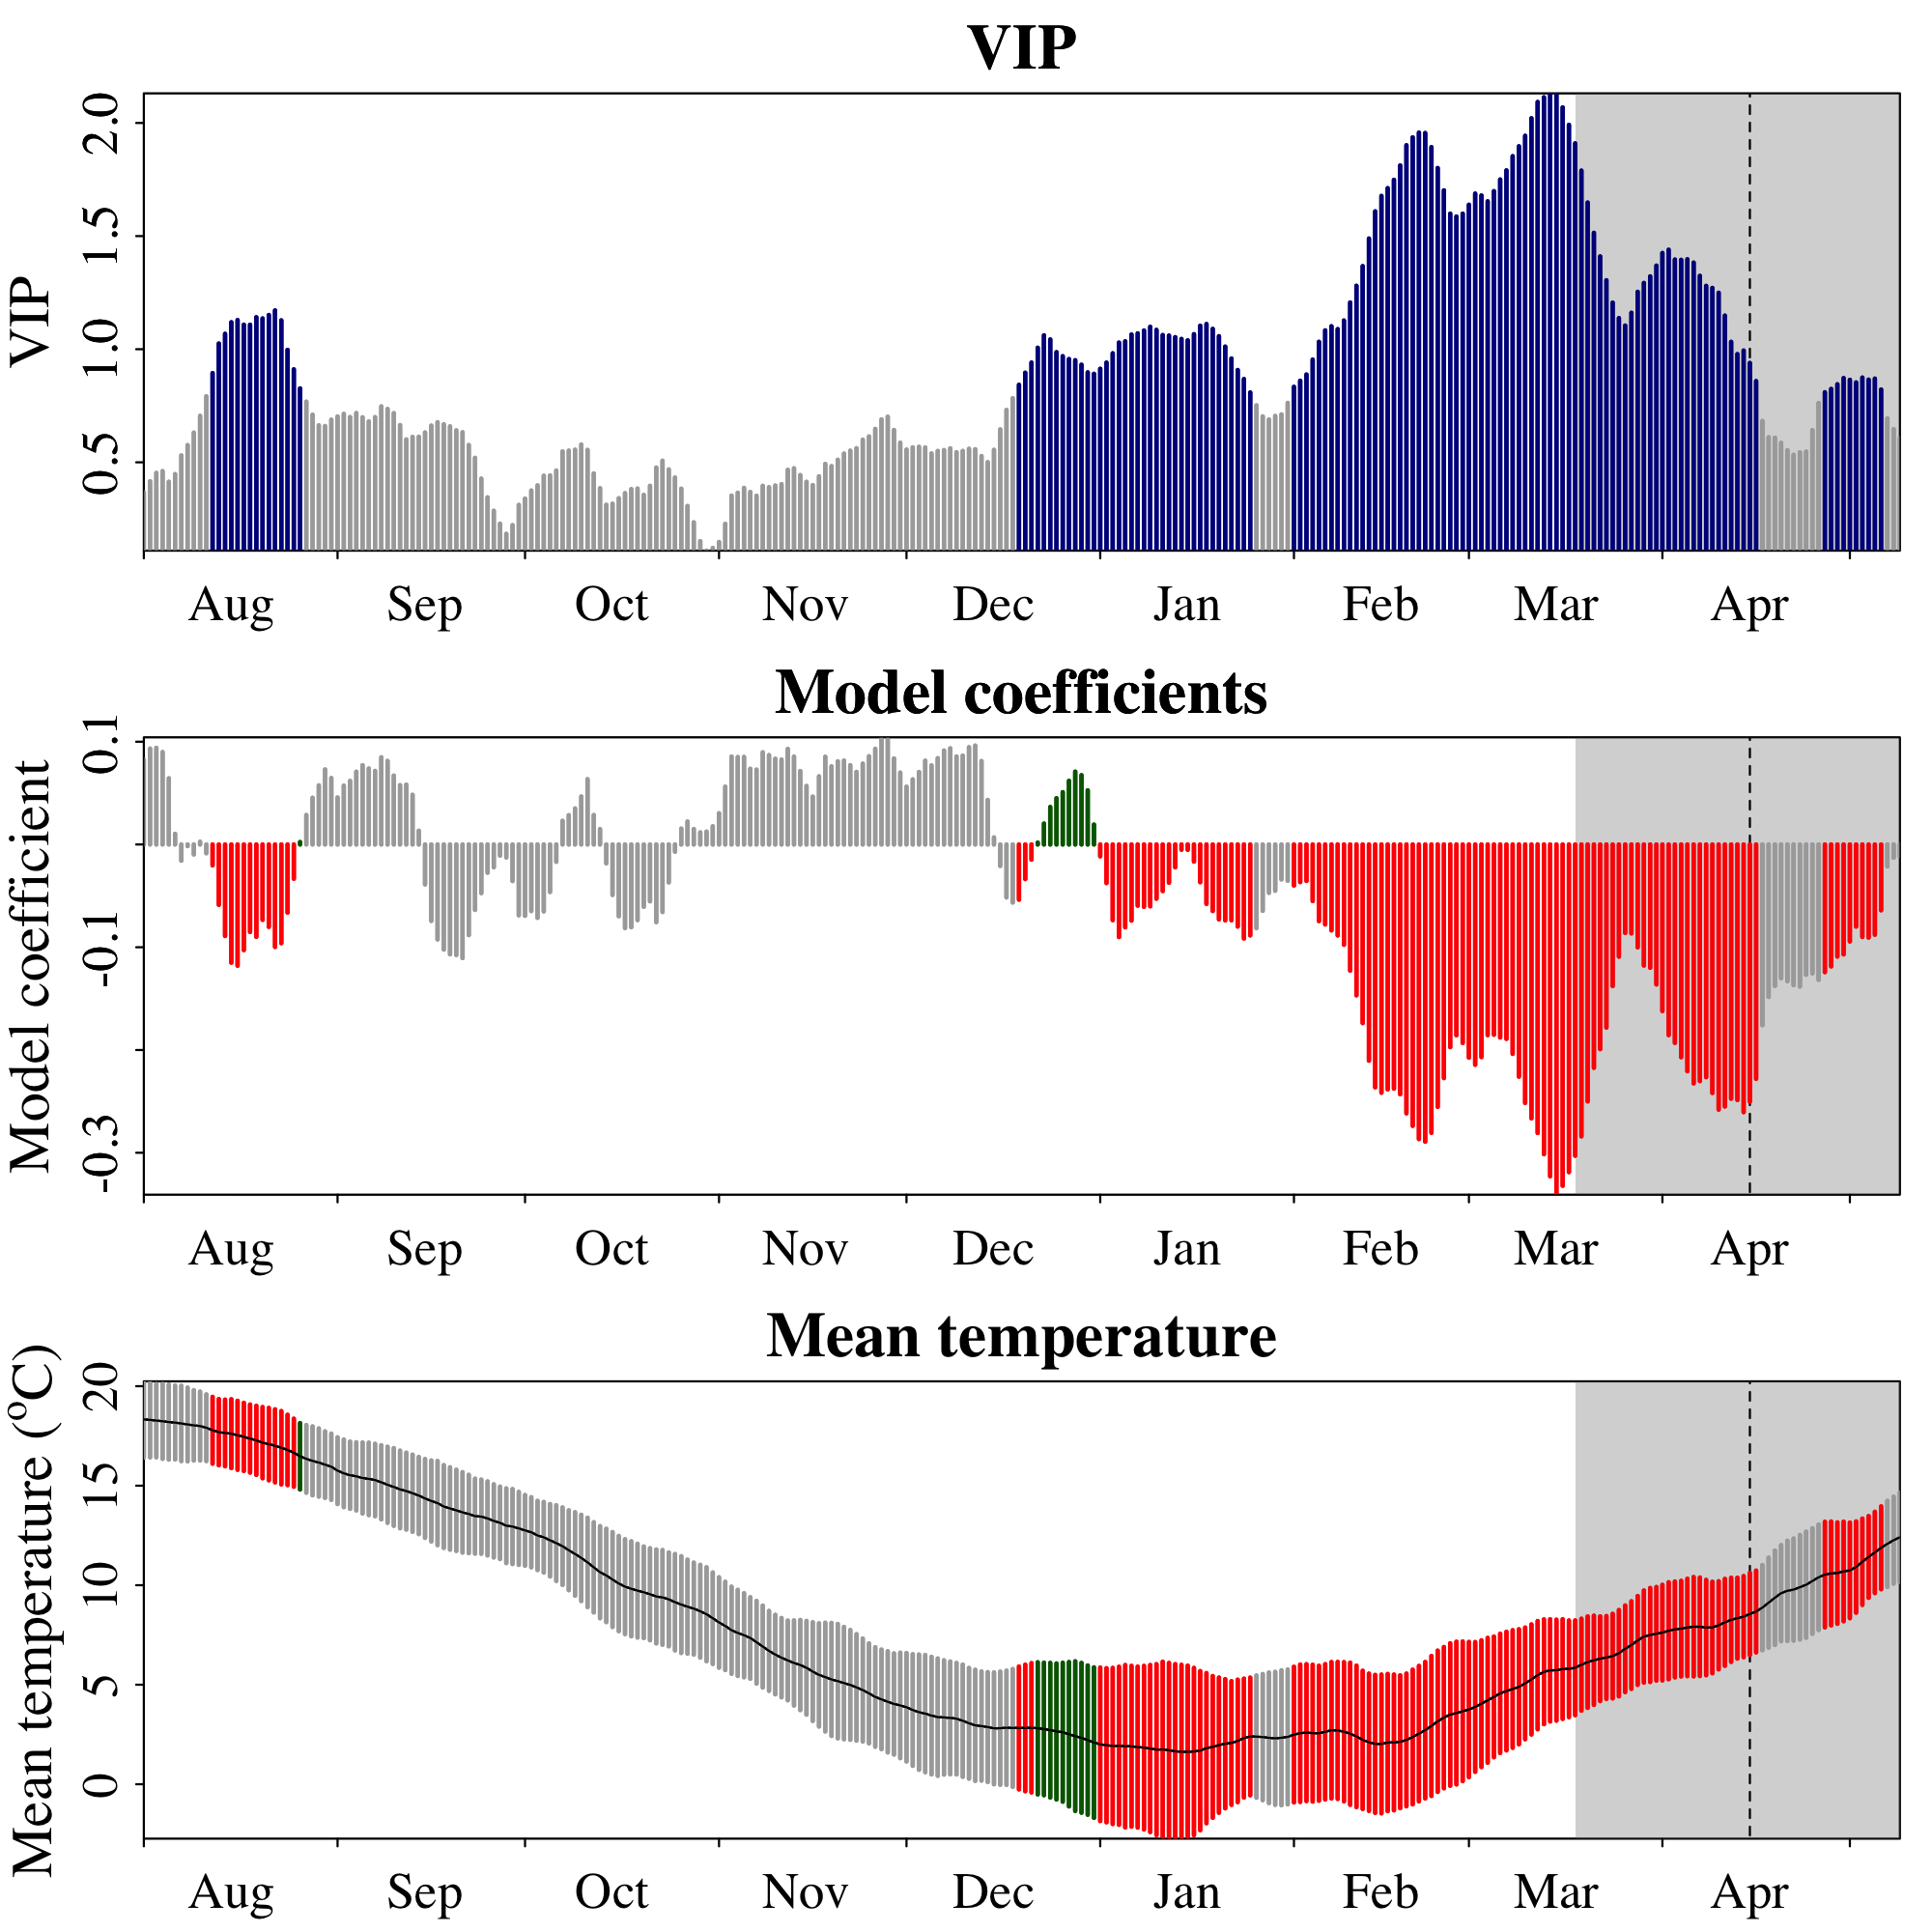 VIP
VIP
2.0
1.5
1.0
0.5
Aug Sep Oct Nov Dec Jan Feb Mar Apr
Model coefficients
Model coefficient
0.1
-0.1
-0.3
Aug Sep Oct Nov Dec Jan Feb Mar Apr
Mean temperature
Mean temperature (ºC)
20
15
10
5
0
Aug Sep Oct Nov Dec Jan Feb Mar Apr